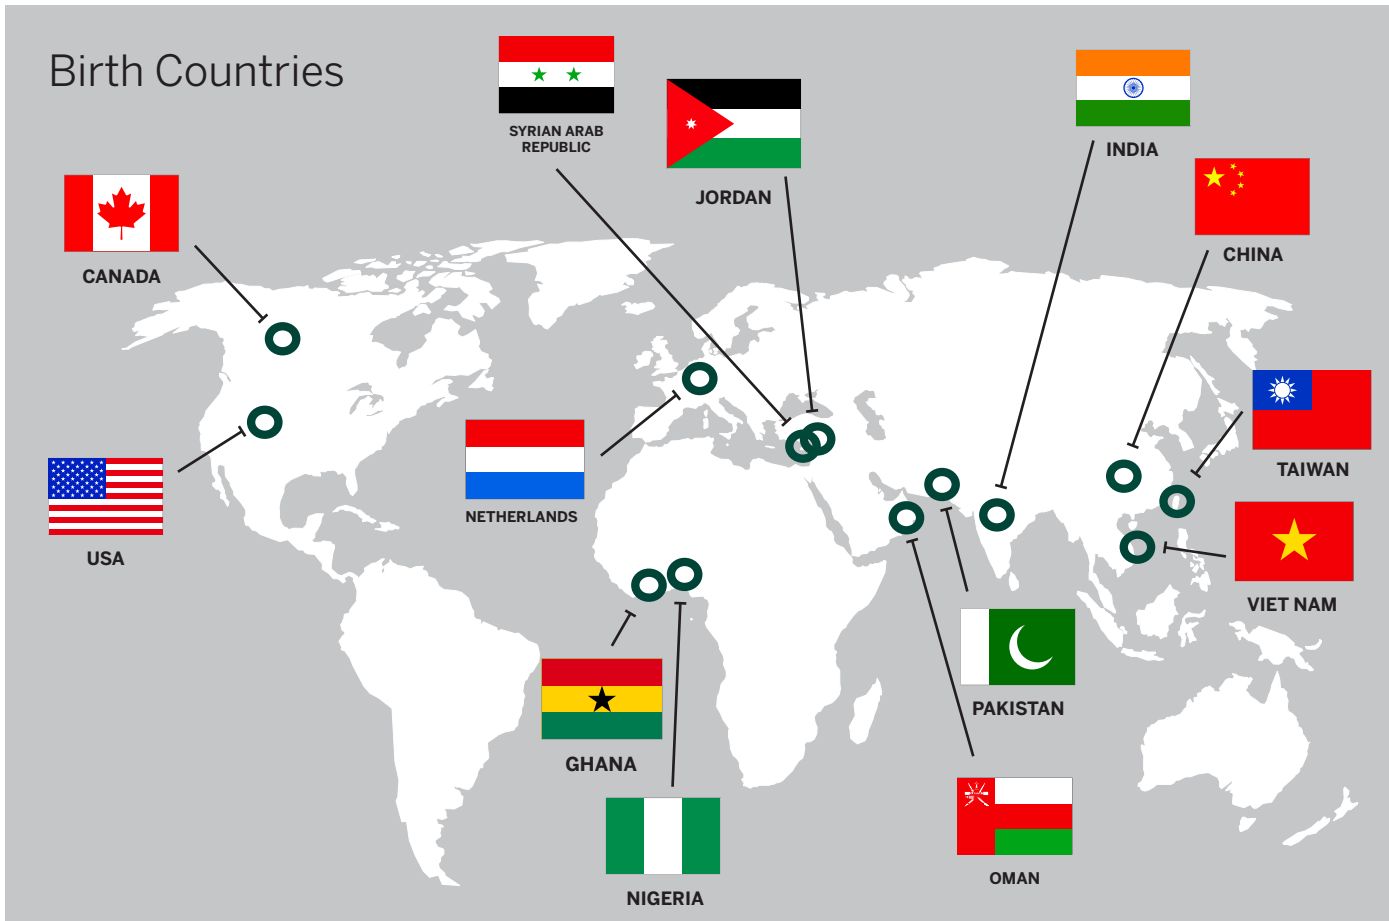 Birth Countries
SYRIAN ARAB
REPUBLIC
JORDAN
INDIA
CHINA
CANADA
TAIWAN
NETHERLANDS
USA
VIET NAM
PAKISTAN
GHANA
OMAN
NIGERIA